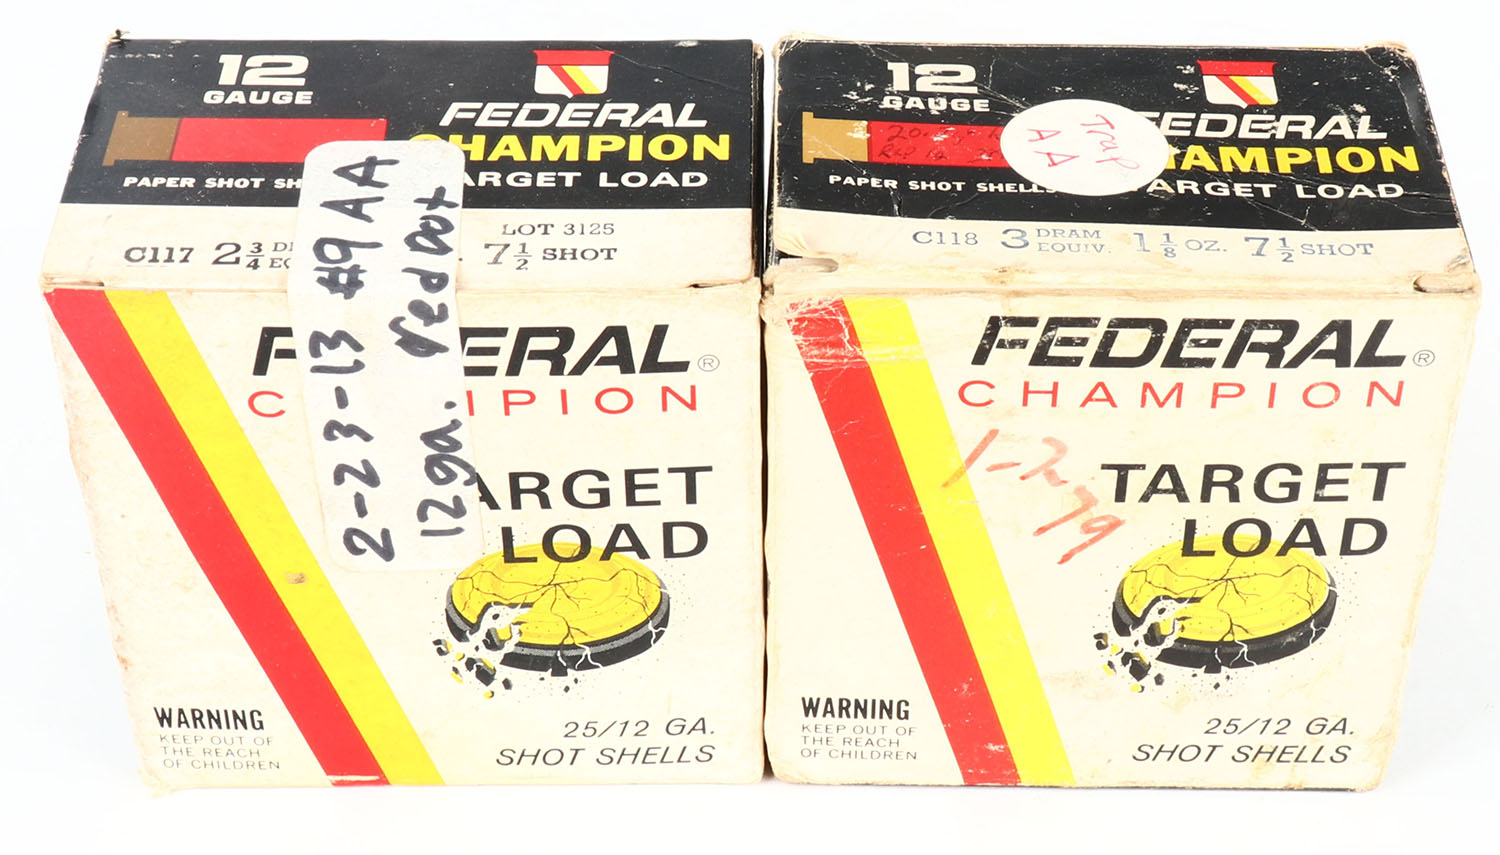 12
GAUGE
FEDERAL
CHAMPION
TARGET LOAD
PAPER SHOT SH
LOT 3125
C117 2 3/4
7 1/2 SHOT
2-23-13 #9 AA
12ga. red Dot
FEDERAL®
CHAMPION
TARGET
LOAD
WARNING
KEEP OUT OF
THE REACH
OF CHILDREN
25/12 GA.
SHOT SHELLS
12
GAUGE
FEDERAL
CHAMPION
TARGET LOAD
PAPER SHOT SHELLS
Trap
AA
C118 3 DRAM EQUIV. 1 1/8 OZ. 7 1/2 SHOT
FEDERAL®
CHAMPION
1-2-79
TARGET
LOAD
WARNING
KEEP OUT OF
THE REACH
OF CHILDREN
25/12 GA.
SHOT SHELLS